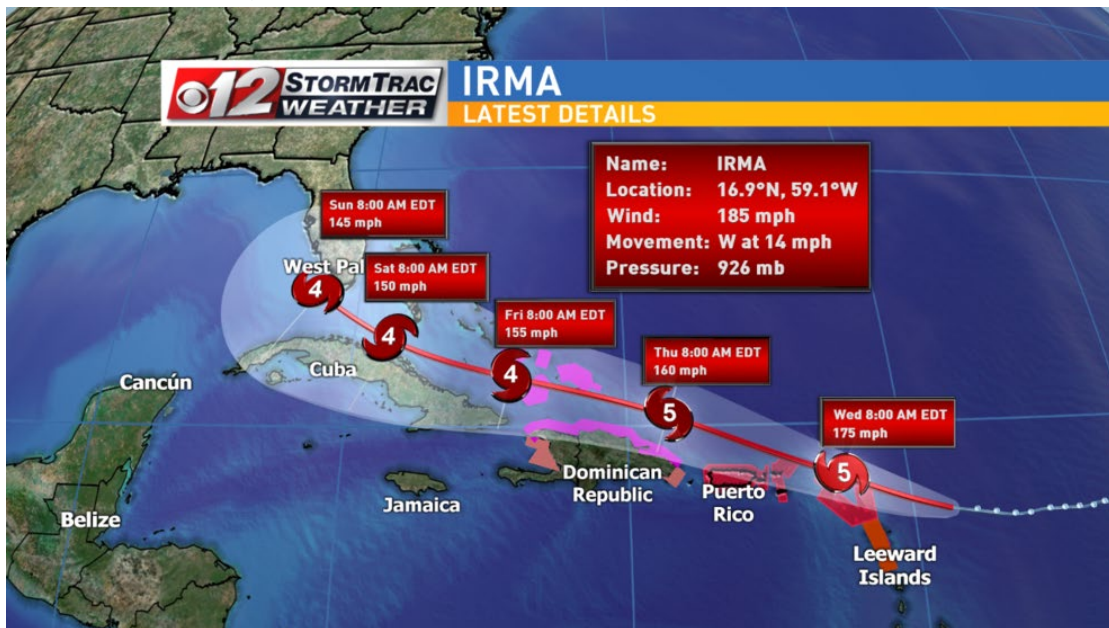 12 STORMTRAC
WEATHER
IRMA
LATEST DETAILS
Name: IRMA
Location: 16.9°N, 59.1°W
Wind: 185 mph
Movement: W at 14 mph
Pressure: 926 mb
Sun 8:00 AM EDT
145 mph
West Pal
4
Sat 8:00 AM EDT
150 mph
4
Fri 8:00 AM EDT
155 mph
4
Thu 8:00 AM EDT
160 mph
5
Wed 8:00 AM EDT
175 mph
5
Cuba
Cancún
Dominican
Republic
Puerto
Rico
Jamaica
Belize
Leeward
Islands